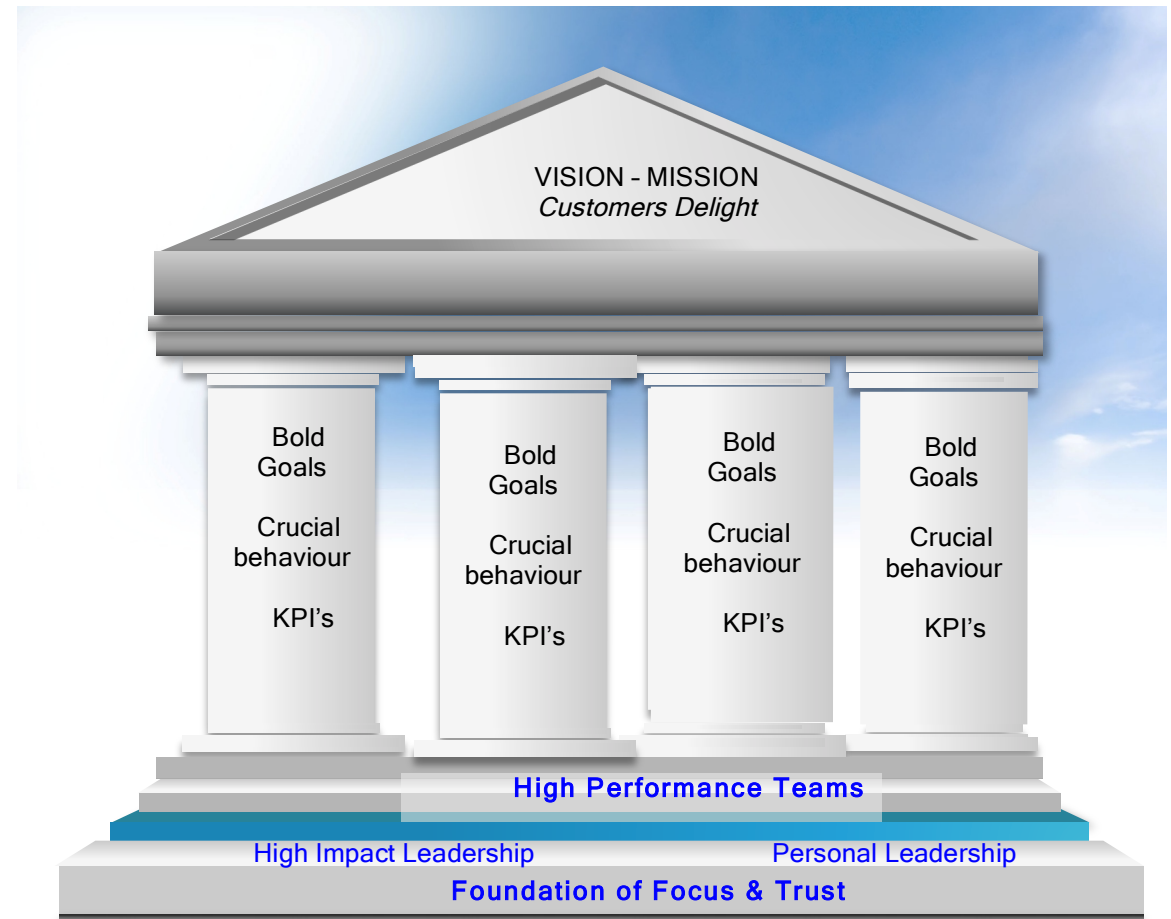 VISION - MISSION
Customers Delight
Bold
Goals
Crucial
behaviour
KPI's
Bold
Goals
Crucial
behaviour
KPI's
Bold
Goals
Crucial
behaviour
KPI's
Bold
Goals
Crucial
behaviour
KPI's
High Performance Teams
High Impact Leadership
Personal Leadership
Foundation of Focus & Trust